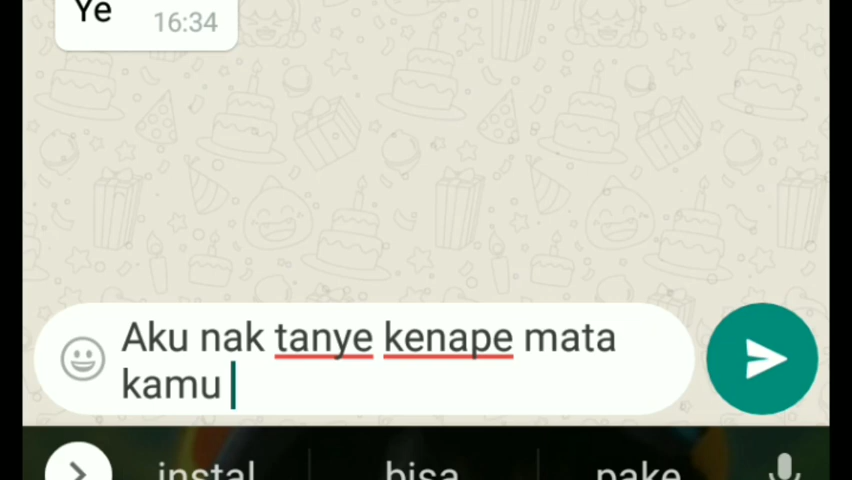 Ye
16:34
Aku nak tanye kenape mata
kamu
instal bisa pake